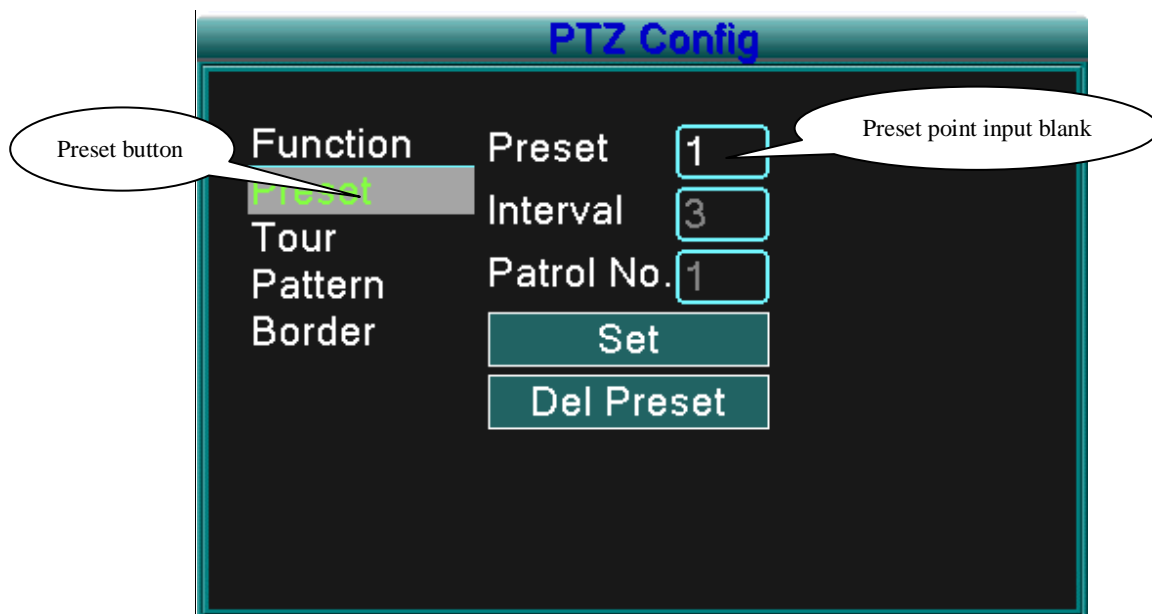 PTZ Config
Preset button
Preset point input blank
Function
Preset
Tour
Pattern
Border
Preset 1
Interval 3
Patrol No. 1
Set
Del Preset